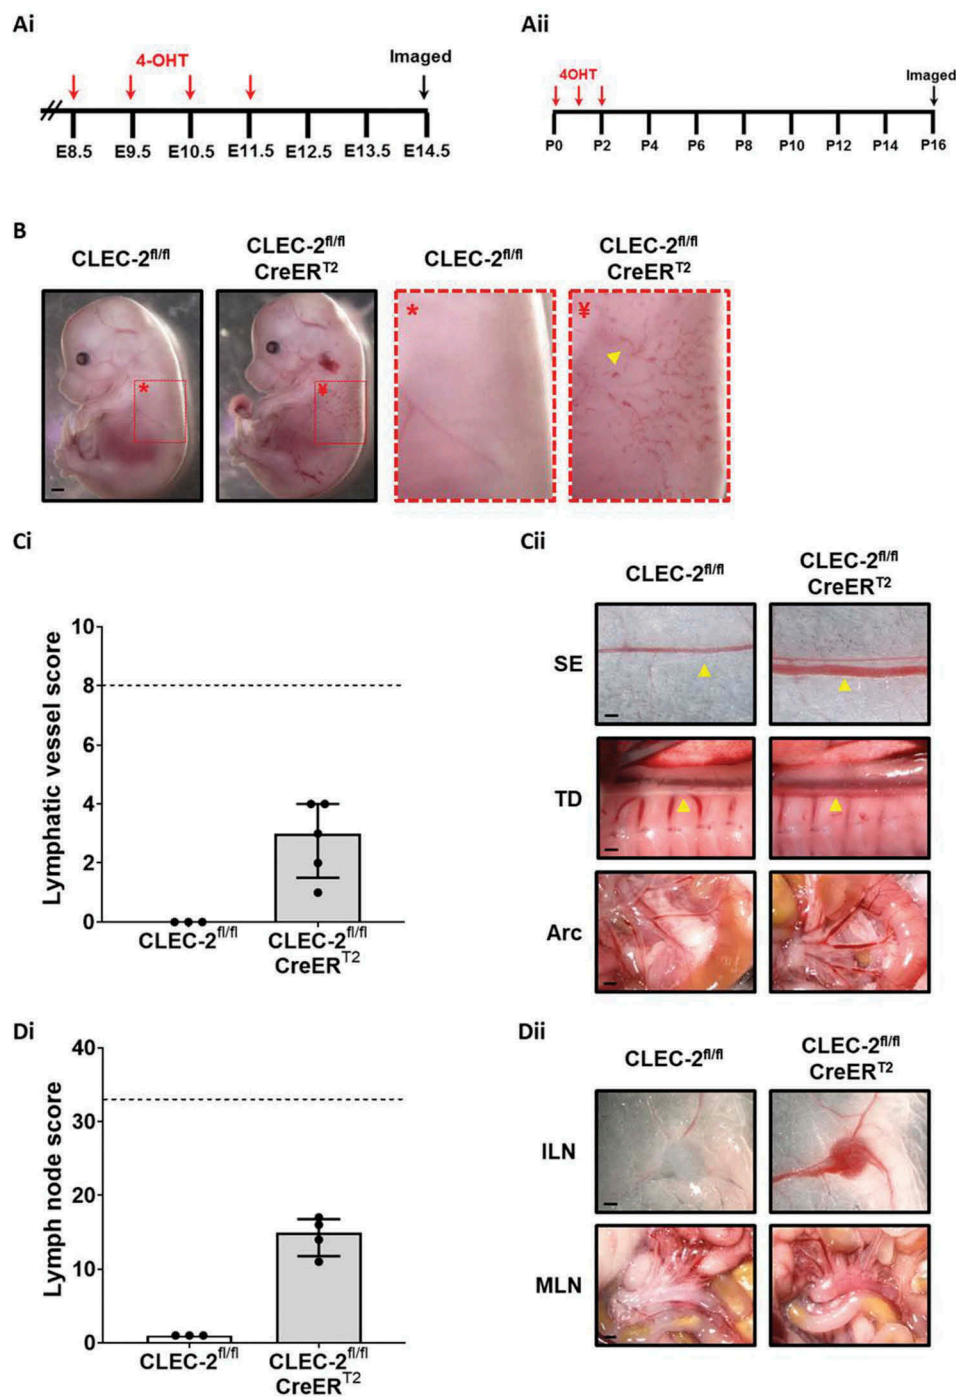 Ai
4-OHT
Imaged
E8.5 E9.5 E10.5 E11.5 E12.5 E13.5 E14.5
Aii
4OHT
Imaged
P0 P2 P4 P6 P8 P10 P12 P14 P16
B
CLEC-2fl/fl
CLEC-2fl/fl
CreERT2
CLEC-2fl/fl
CLEC-2fl/fl
CreERT2
*
¥
*
¥
Ci
Lymphatic vessel score
10
8
6
4
2
0
CLEC-2fl/fl
CLEC-2fl/fl
CreERT2
Cii
CLEC-2fl/fl
CLEC-2fl/fl
CreERT2
SE
TD
Arc
Di
Lymph node score
40
30
20
10
0
CLEC-2fl/fl
CLEC-2fl/fl
CreERT2
Dii
CLEC-2fl/fl
CLEC-2fl/fl
CreERT2
ILN
MLN